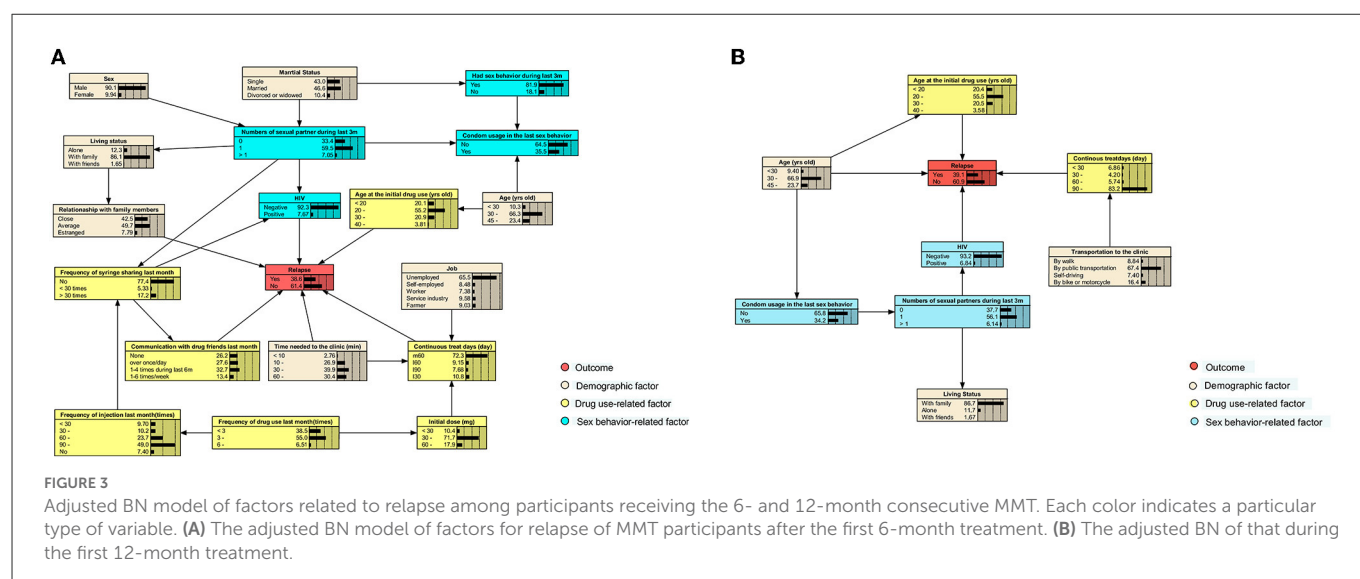 A
Sex
Male 90.1
Female 9.94
Marrtial Status
Single 43.0
Married 46.6
Divorced or widowed 10.4
Had sex behavior during last 3m
Yes 81.9
No 18.1
Living status
Alone 12.3
With family 86.1
With friends 1.65
Numbers of sexual partner during last 3m
0 33.4
1 59.5
> 1 7.05
Condom usage in the last sex behavior
No 64.5
Yes 35.5
Relationship with family members
Close 42.5
Average 49.7
Estranged 7.79
HIV
Negative 92.3
Positive 7.67
Age at the initial drug use (yrs old)
< 20 20.1
20 - 55.2
30 - 20.9
40 - 3.81
Age (yrs old)
< 30 10.3
30 - 66.3
45 - 23.4
Frequency of syringe sharing last month
No 77.4
< 30 times 5.33
> 30 times 17.2
Relapse
Yes 38.6
No 61.4
Job
Unemployed 65.5
Self-employed 8.48
Worker 7.38
Service industry 9.58
Farmer 9.03
Communication with drug friends last month
None 26.2
over once/day 27.6
1-4 times during last 6m 32.7
1-6 times/week 13.4
Time needed to the clinic (min)
< 10 2.76
10 - 26.9
30 - 39.9
60 - 30.4
Continuous treat days (day)
m60 72.3
l60 9.15
l90 7.68
l30 10.8
Frequency of injection last month(times)
< 30 9.70
30 - 10.2
60 - 23.7
90 - 49.0
No 7.40
Frequency of drug use last month(times)
< 3 38.5
3 - 55.0
6 - 6.51
Initial dose (mg)
< 30 10.4
30 - 71.7
60 - 17.9
Outcome
Demographic factor
Drug use-related factor
Sex behavior-related factor
B
Age at the initial drug use (yrs old)
< 20 20.4
20 - 55.5
30 - 20.5
40 - 3.58
Age (yrs old)
<30 9.40
30 - 66.9
45 - 23.7
Relapse
Yes 39.1
No 60.9
Continous treatdays (day)
< 30 6.86
30 - 4.20
60 - 5.74
90 - 83.2
HIV
Negative 93.2
Positive 6.84
Transportation to the clinic
By walk 8.84
By public transportation 67.4
Self-driving 7.40
By bike or motorcycle 16.4
Condom usage in the last sex behavior
No 65.8
Yes 34.2
Numbers of sexual partners during last 3m
0 37.7
1 56.1
> 1 6.14
Living Status
With family 86.7
Alone 11.7
With friends 1.67
Outcome
Demographic factor
Drug use-related factor
Sex behavior-related factor
FIGURE 3
Adjusted BN model of factors related to relapse among participants receiving the 6- and 12-month consecutive MMT. Each color indicates a particular
type of variable. (A) The adjusted BN model of factors for relapse of MMT participants after the first 6-month treatment. (B) The adjusted BN of that during
the first 12-month treatment.